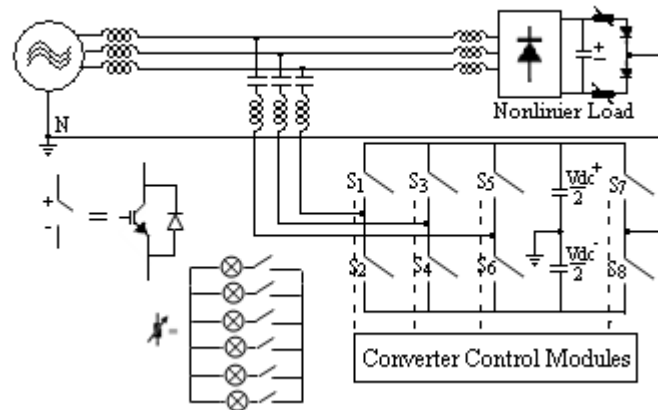 N
Nonlinier Load
+
-
S1
S3
S5
Vdc+
2
S7
+
-
=
S2
S4
S6
Vdc-
2
S8
=
Converter Control Modules